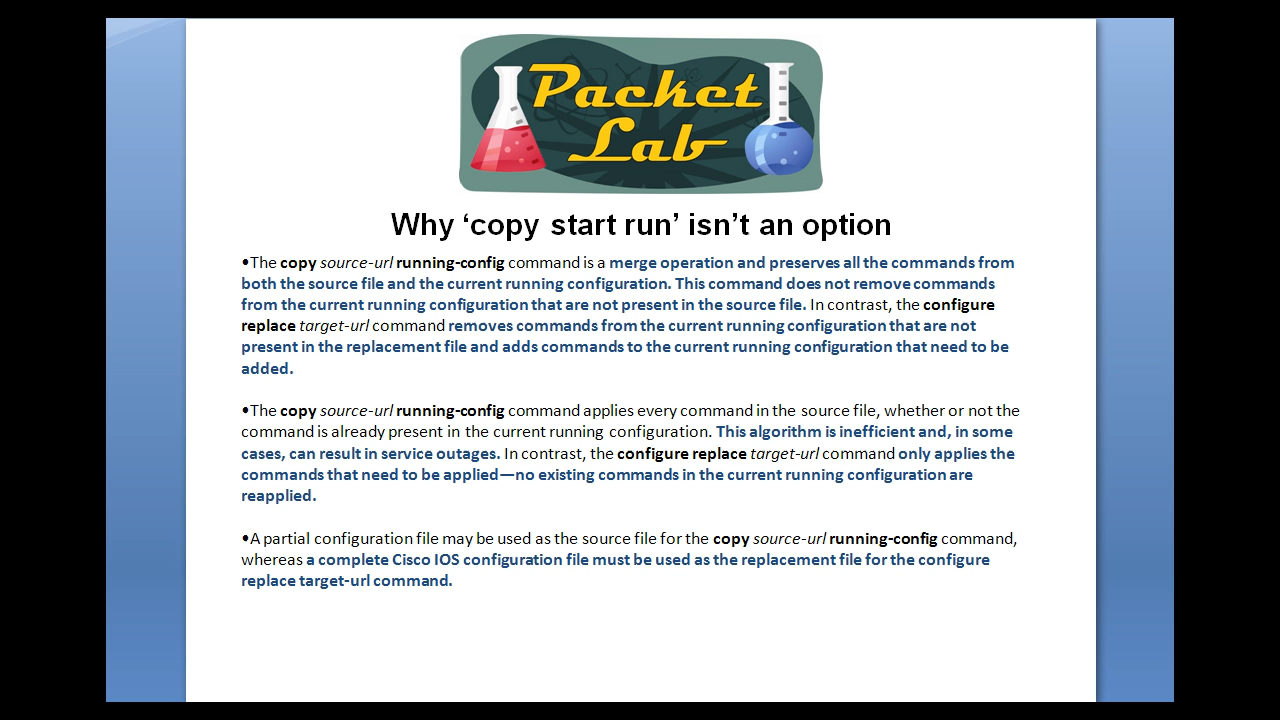 Packet
Lab
Why ‘copy start run’ isn’t an option
•The copy source-url running-config command is a merge operation and preserves all the commands from
both the source file and the current running configuration. This command does not remove commands
from the current running configuration that are not present in the source file. In contrast, the configure
replace target-url command removes commands from the current running configuration that are not
present in the replacement file and adds commands to the current running configuration that need to be
added.
•The copy source-url running-config command applies every command in the source file, whether or not the
command is already present in the current running configuration. This algorithm is inefficient and, in some
cases, can result in service outages. In contrast, the configure replace target-url command only applies the
commands that need to be applied—no existing commands in the current running configuration are
reapplied.
•A partial configuration file may be used as the source file for the copy source-url running-config command,
whereas a complete Cisco IOS configuration file must be used as the replacement file for the configure
replace target-url command.